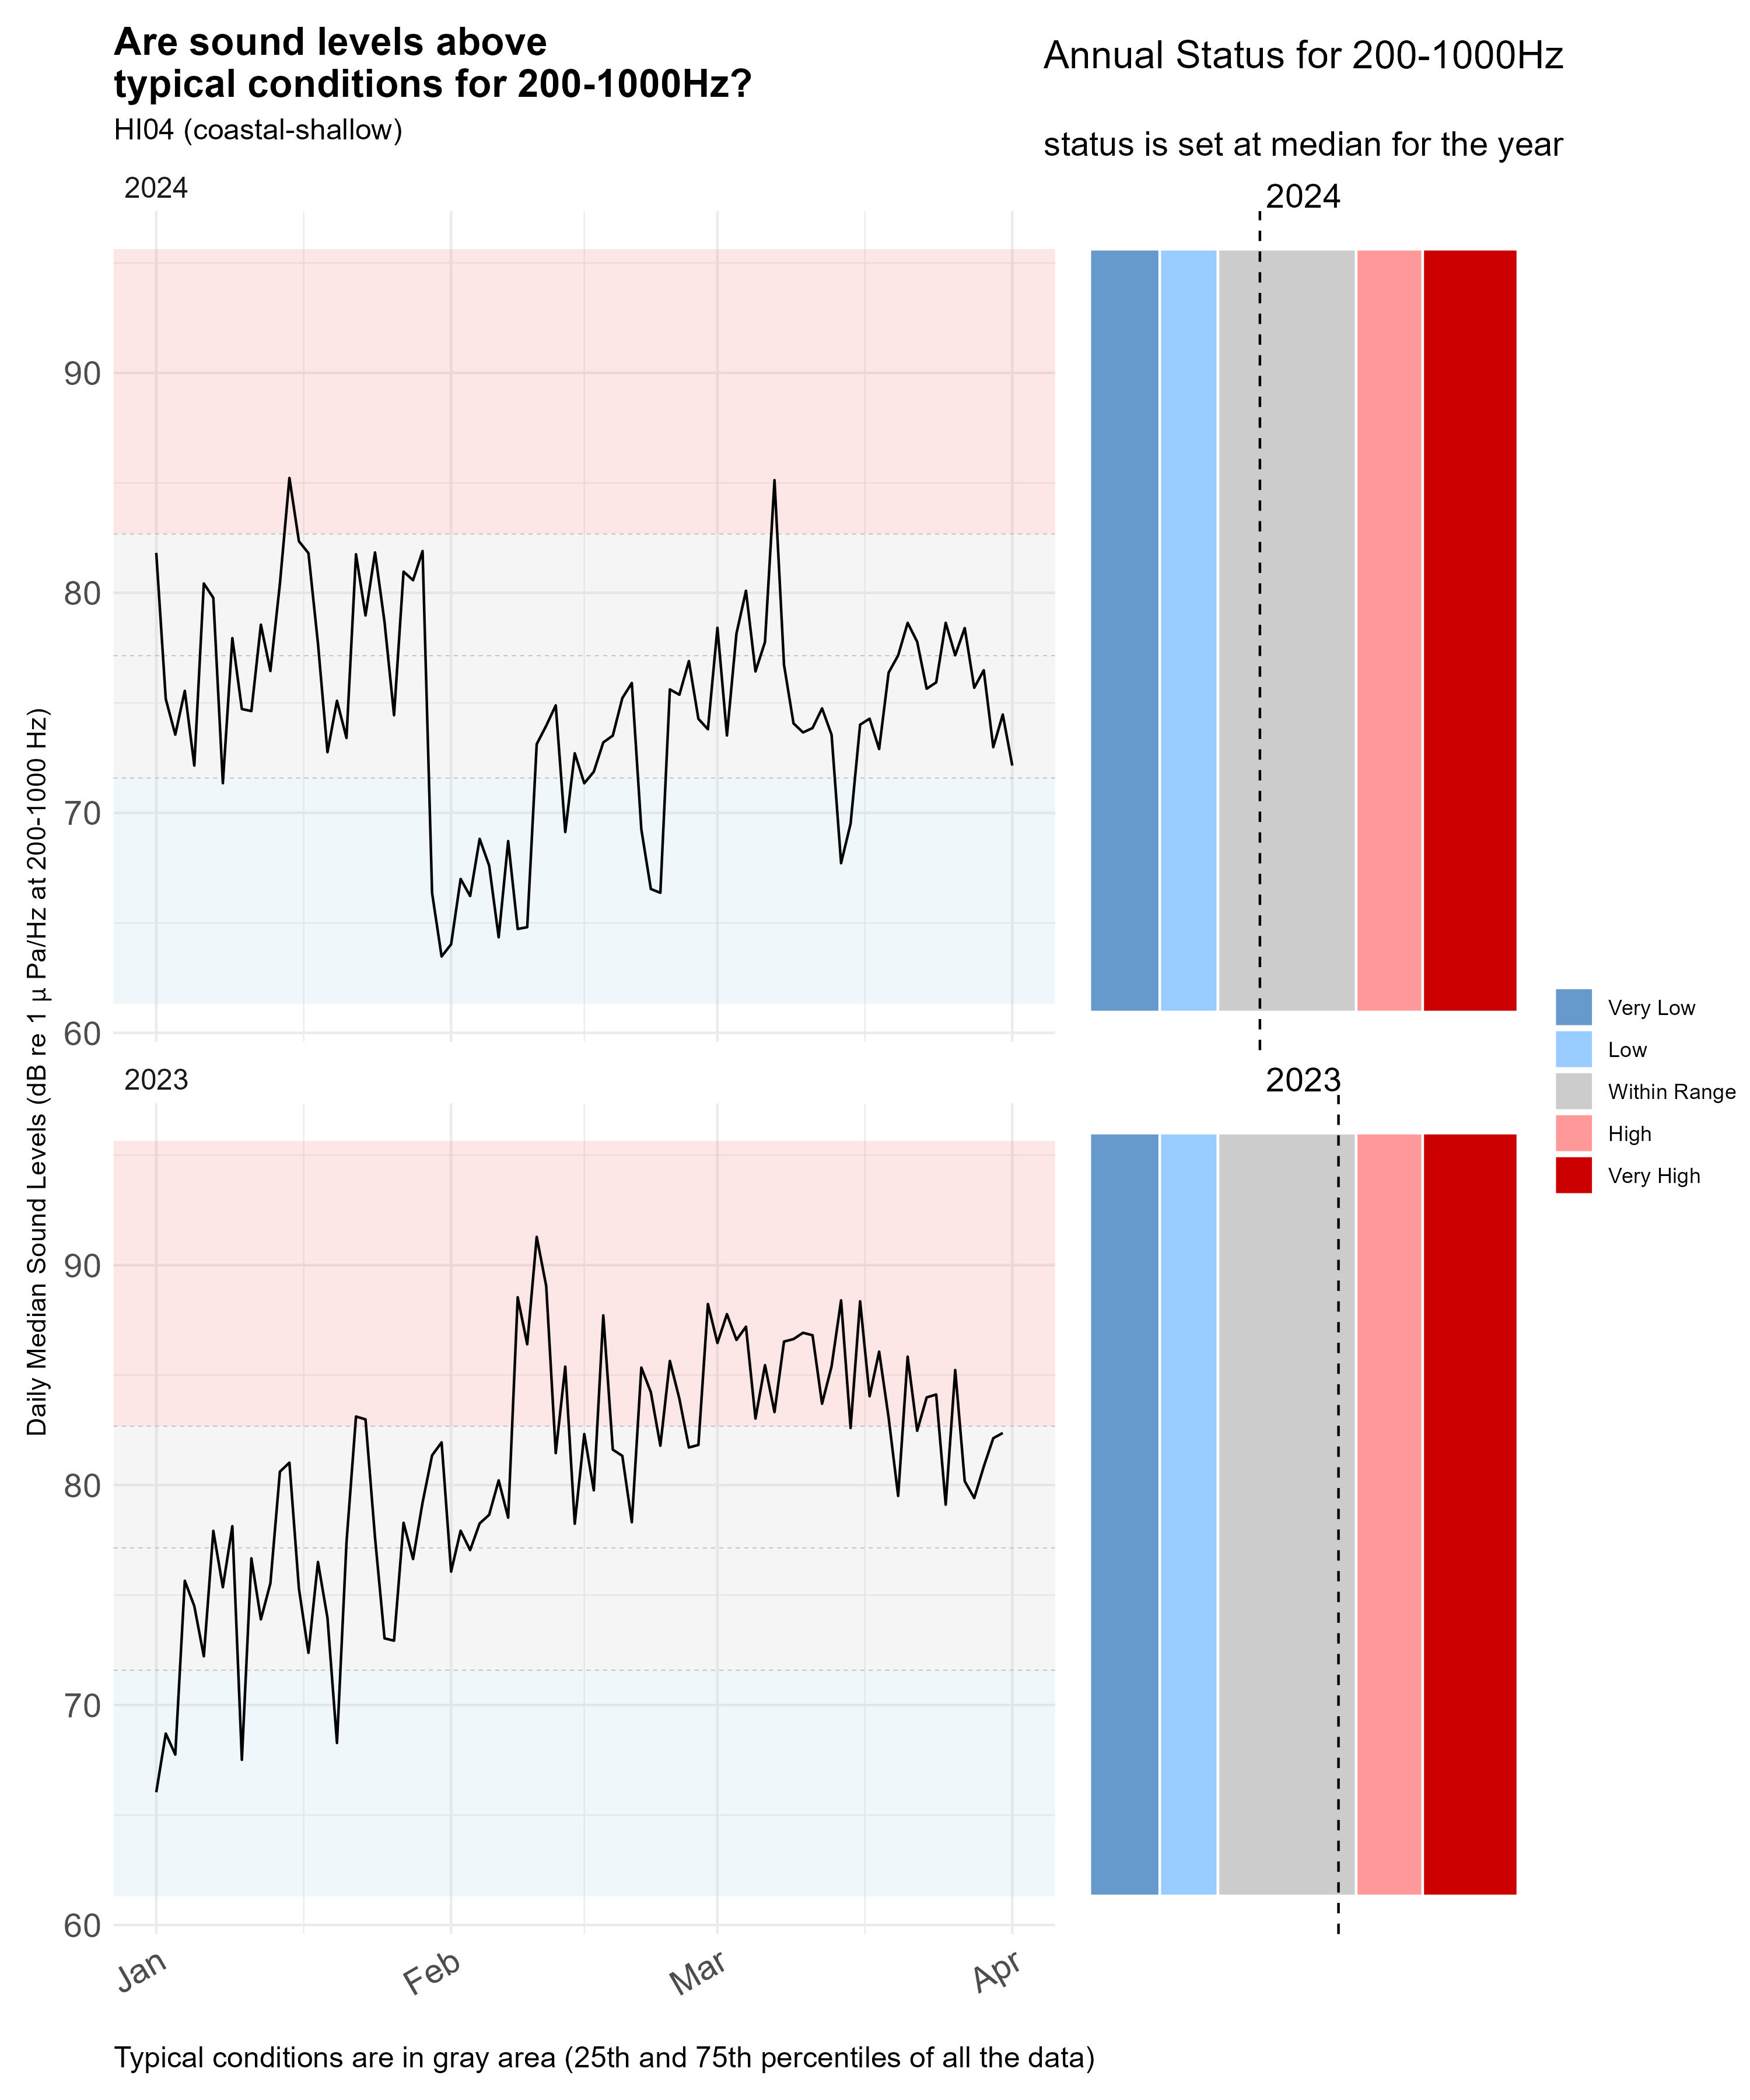 Are sound levels above
typical conditions for 200-1000Hz?
HI04 (coastal-shallow)
Annual Status for 200-1000Hz
status is set at median for the year
2024
2024
90
80
70
60
Daily Median Sound Levels (dB re 1 µ Pa/Hz at 200-1000 Hz)
2023
2023
90
80
70
60
Jan
Feb
Mar
Apr
Very Low
Low
Within Range
High
Very High
Typical conditions are in gray area (25th and 75th percentiles of all the data)